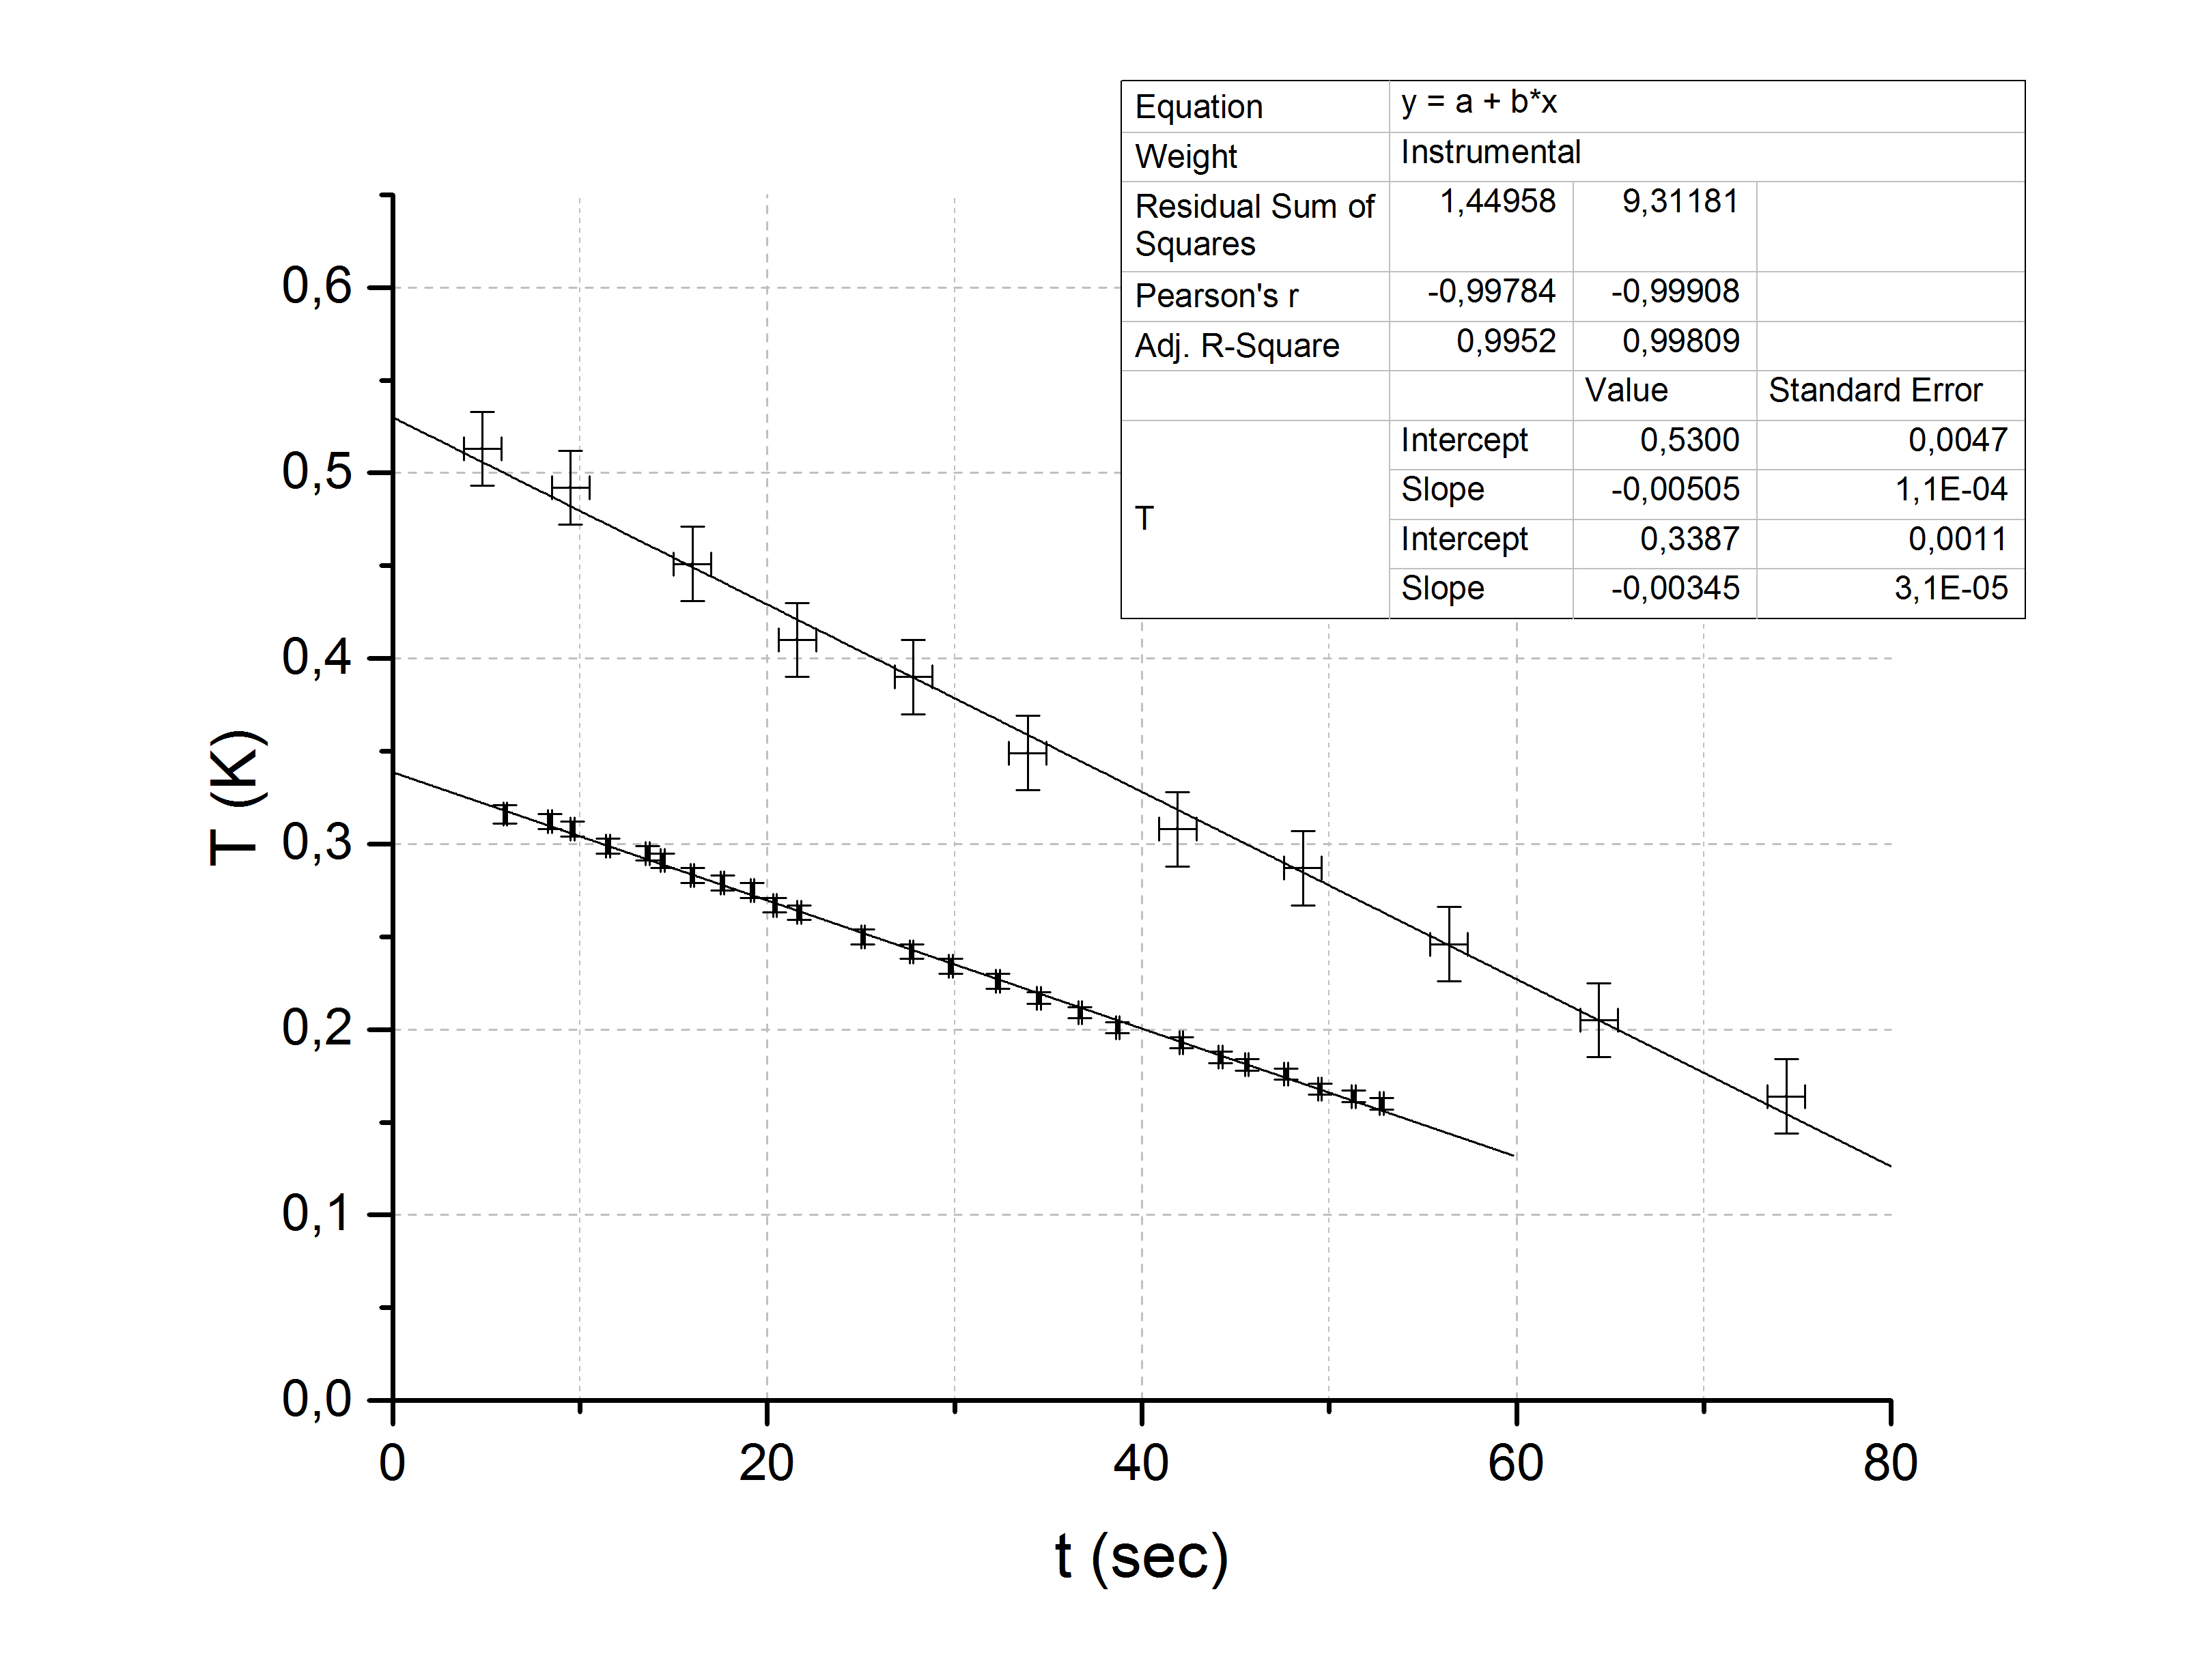 Equation y = a + b*x
Weight Instrumental
Residual Sum of Squares 1,44958 9,31181
Pearson's r -0,99784 -0,99908
Adj. R-Square 0,9952 0,99809
Value Standard Error
T
Intercept 0,5300 0,0047
Slope -0,00505 1,1E-04
Intercept 0,3387 0,0011
Slope -0,00345 3,1E-05
T (K)
0,6
0,5
0,4
0,3
0,2
0,1
0,0
0 20 40 60 80
t (sec)